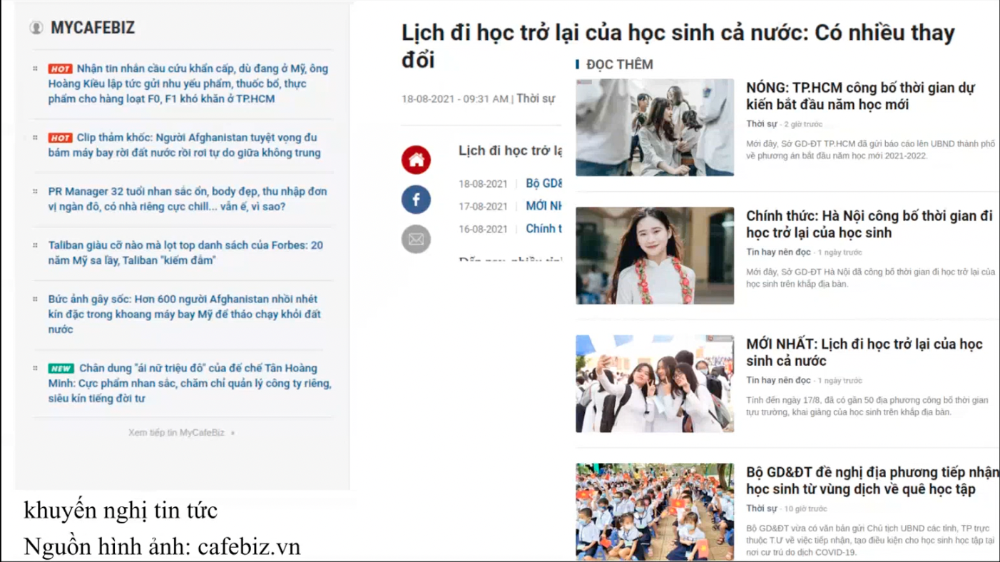 MYCAFEBIZ
HOT Nhận tin nhắn cầu cứu khẩn cấp, dù đang ở Mỹ, ông
Hoàng Kiều lập tức gửi nhu yếu phẩm, thuốc bổ, thực
phẩm cho hàng loạt F0, F1 khó khăn ở TP.HCM
HOT Clip thảm khốc: Người Afghanistan tuyệt vọng đu
bám máy bay rời đất nước rồi rơi tự do giữa không trung
PR Manager 32 tuổi nhan sắc ổn, body đẹp, thu nhập đơn
vị ngàn đô, có nhà riêng cực chill... vẫn ế, vì sao?
Taliban giàu cỡ nào mà lọt top danh sách của Forbes: 20
năm Mỹ sa lầy, Taliban "kiếm đẫm"
Bức ảnh gây sốc: Hơn 600 người Afghanistan nhồi nhét
kín đặc trong khoang máy bay Mỹ để tháo chạy khỏi đất
nước
NEW Chân dung "ái nữ triệu đô" của đế chế Tân Hoàng
Minh: Cực phẩm nhan sắc, chăm chỉ quản lý công ty riêng,
siêu kín tiếng đời tư
Xem tiếp tin MyCafeBiz
khuyến nghị tin tức
Nguồn hình ảnh: cafebiz.vn
Lịch đi học trở lại của học sinh cả nước: Có nhiều thay
đổi
18-08-2021 - 09:31 AM | Thời sự
Lịch đi học trở lạ
18-08-2021 | Bộ GD&
17-08-2021 | MỚI NH
16-08-2021 | Chính t
ĐỌC THÊM
NÓNG: TP.HCM công bố thời gian dự
kiến bắt đầu năm học mới
Thời sự - 2 giờ trước
Mới đây, Sở GD-ĐT TP.HCM đã gửi báo cáo lên UBND thành phố
về phương án bắt đầu năm học mới 2021-2022.
Chính thức: Hà Nội công bố thời gian đi
học trở lại của học sinh
Tin hay nên đọc - 1 ngày trước
Mới đây, Sở GD-ĐT Hà Nội đã công bố thời gian đi học trở lại của
học sinh trên khắp địa bàn.
MỚI NHẤT: Lịch đi học trở lại của học
sinh cả nước
Tin hay nên đọc - 1 ngày trước
Tính đến ngày 17/8, đã có gần 50 địa phương công bố thời gian
tựu trường, khai giảng của học sinh trên khắp địa bàn.
Bộ GD&ĐT đề nghị địa phương tiếp nhận
học sinh từ vùng dịch về quê học tập
Thời sự - 10 giờ trước
Bộ GD&ĐT vừa có văn bản gửi Chủ tịch UBND các tỉnh, TP trực
thuộc T.Ư về việc tiếp nhận, tạo điều kiện cho học sinh học tập tại
nơi cư trú do dịch COVID-19.